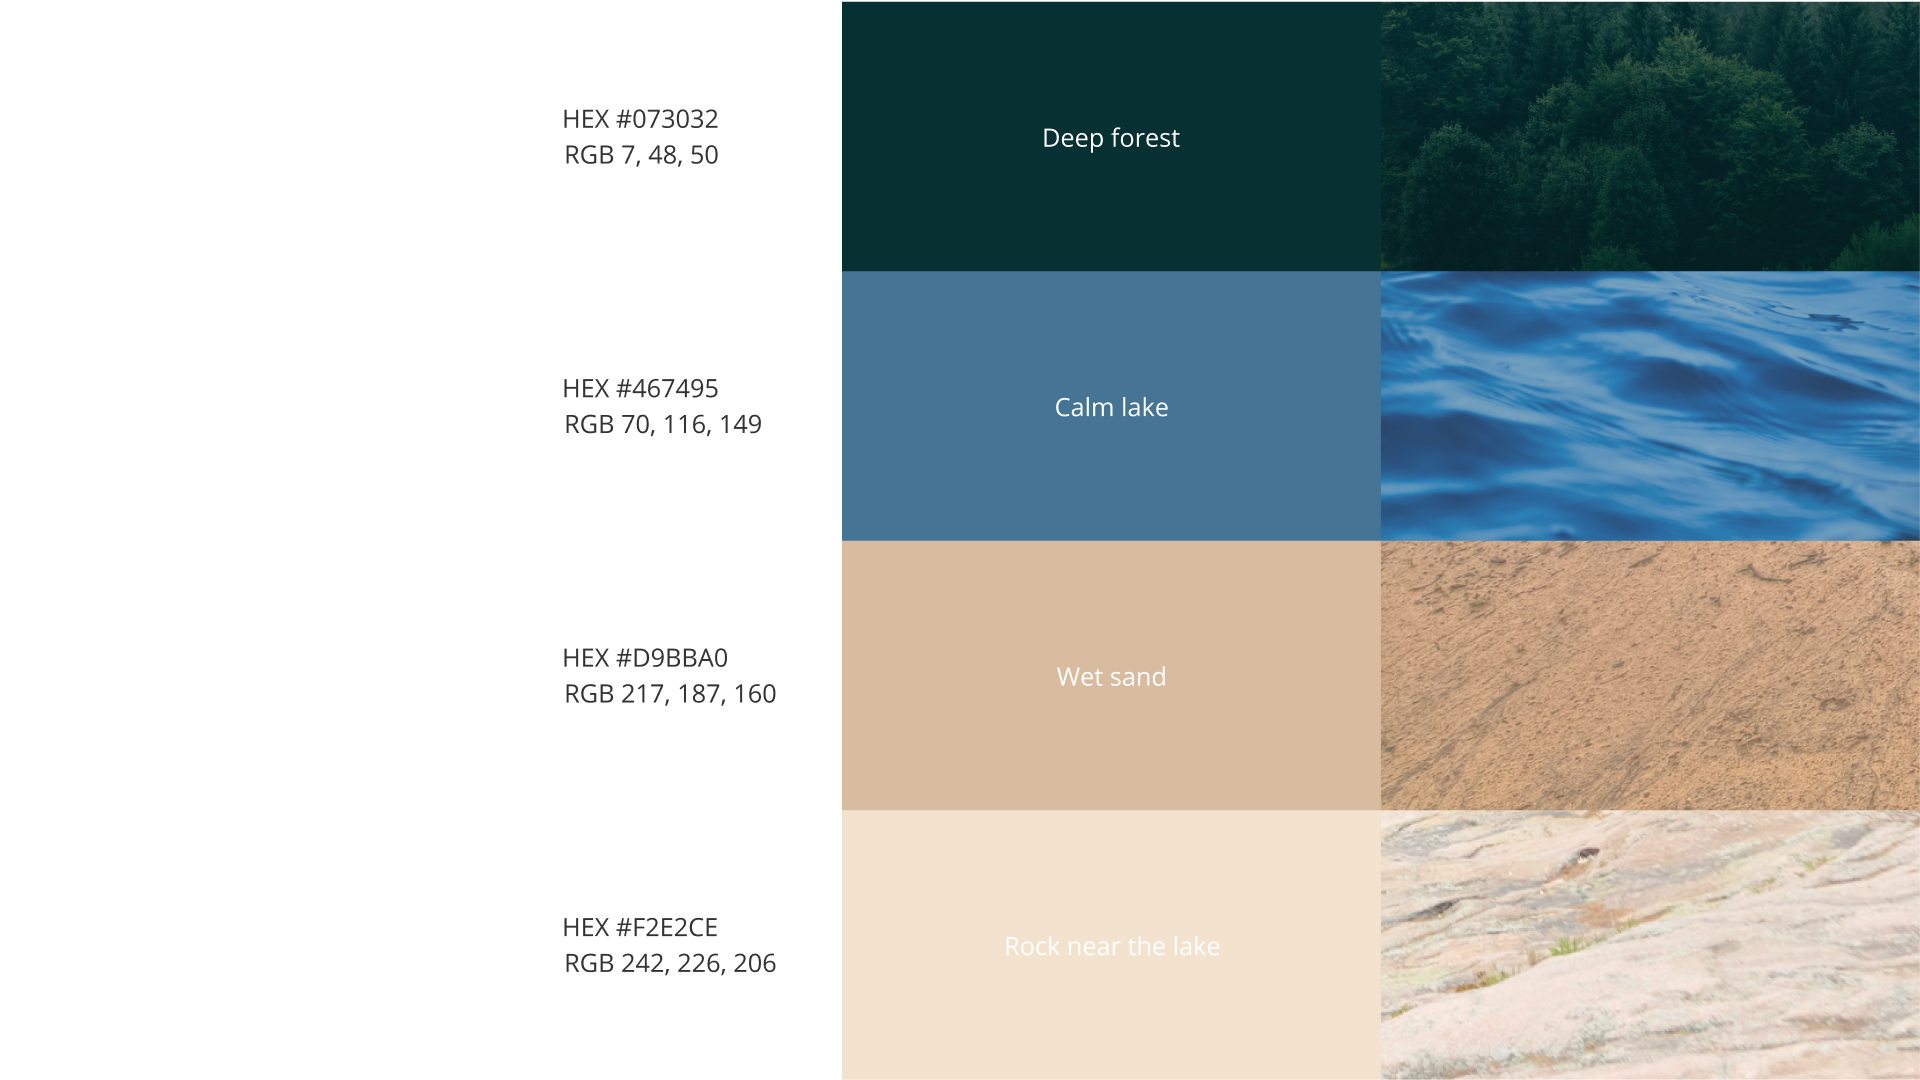 HEX #073032
RGB 7, 48, 50
Deep forest
HEX #467495
RGB 70, 116, 149
Calm lake
HEX #D9BBA0
RGB 217, 187, 160
Wet sand
HEX #F2E2CE
RGB 242, 226, 206
Rock near the lake